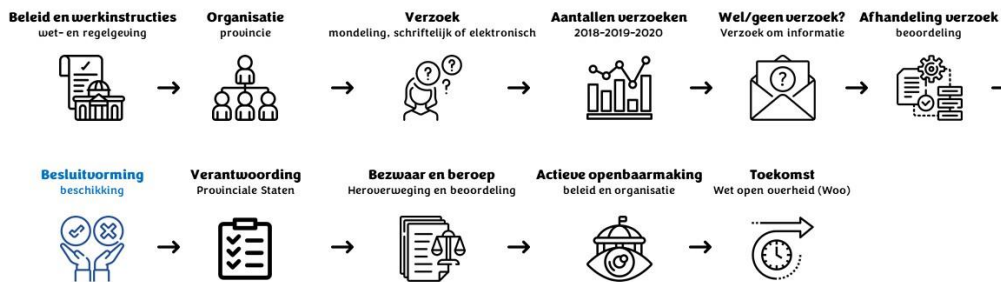 Beleid en werkinstructies
wet- en regelgeving
Organisatie
provincie
Verzoek
mondeling, schriftelijk of elektronisch
Aantallen verzoeken
2018-2019-2020
Wel/geen verzoek?
Verzoek om informatie
Afhandeling verzoek
beoordeling
Besluitvorming
beschikking
Verantwoording
Provinciale Staten
Bezwaar en beroep
Heroverweging en beoordeling
Actieve openbaarmaking
beleid en organisatie
Toekomst
Wet open overheid (Woo)